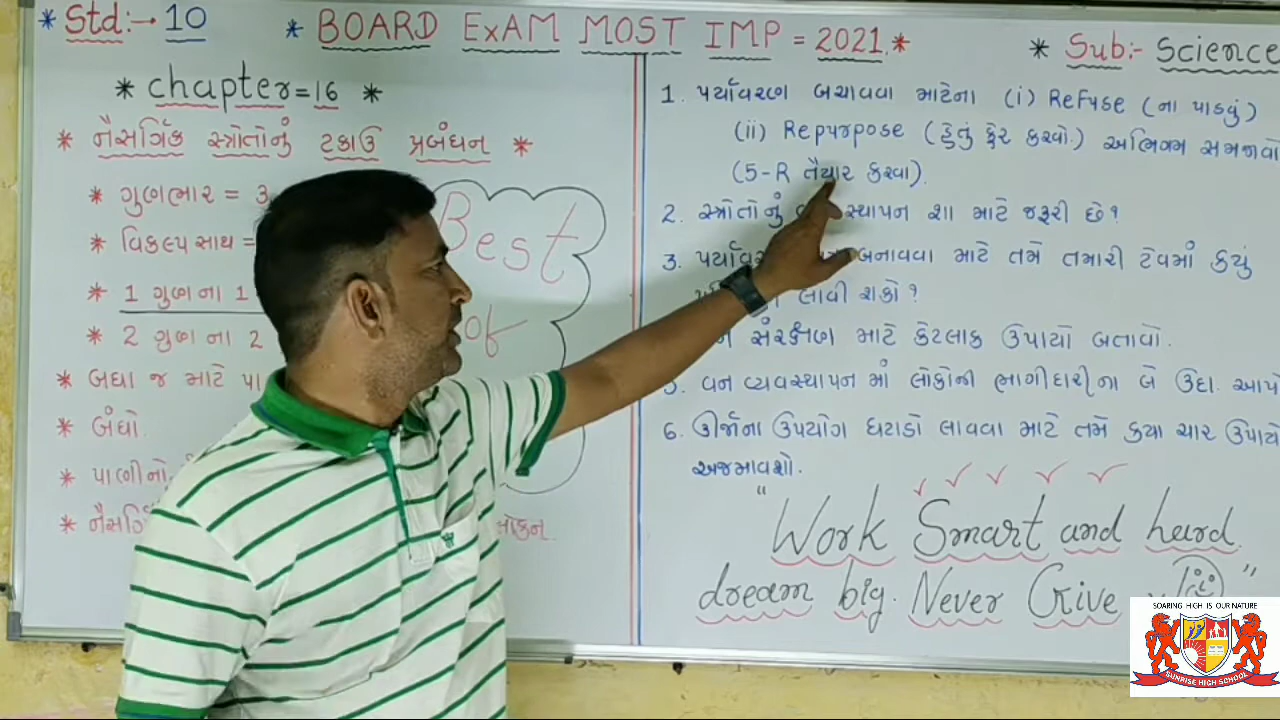 * Std:→ 10
* BOARD ExAM MOST IMP = 2021.*
* Sub:- Science
* chapter=16 *
* નૈસર્ગિક સ્ત્રોતોનું ટકાઉ પ્રબંધન *
* ગુણભાર = 3
* વિકલ્પ સાથે =
* 1 ગુણના 1
* 2 ગુણ ના 2
* બધા જ માટે પા
* બંધો.
* પાણીનો
* નૈસર્ગિ
લોકન.
Best
of
1. પર્યાવરણ બચાવવા માટેના (i) Refuse (ના પાડવું)
(ii) Repurpose (હેતું ફેર કરવો.) અભિગમ સમજાવો
(5-R તૈયાર કરવા).
2. સ્ત્રોતોનું સ્થાપન શા માટે જરૂરી છે ?
3. બનાવવા માટે તમે તમારી ટેવમાં કયું
લાવી શકો ?
સંરક્ષણ માટે કેટલાક ઉપાયો બતાવો.
5. વન વ્યવસ્થાપન માં લોકોની ભાગીદારીના બે ઉદા. આપો
6. ઊર્જાના ઉપયોગ ઘટાડો લાવવા માટે તમે કયા ચાર ઉપાયો
અજમાવશો.
"Work Smart and heard.
dream big. Never Give "
SOARING HIGH IS OUR NATURE
SUNRISE HIGH SCHOOL